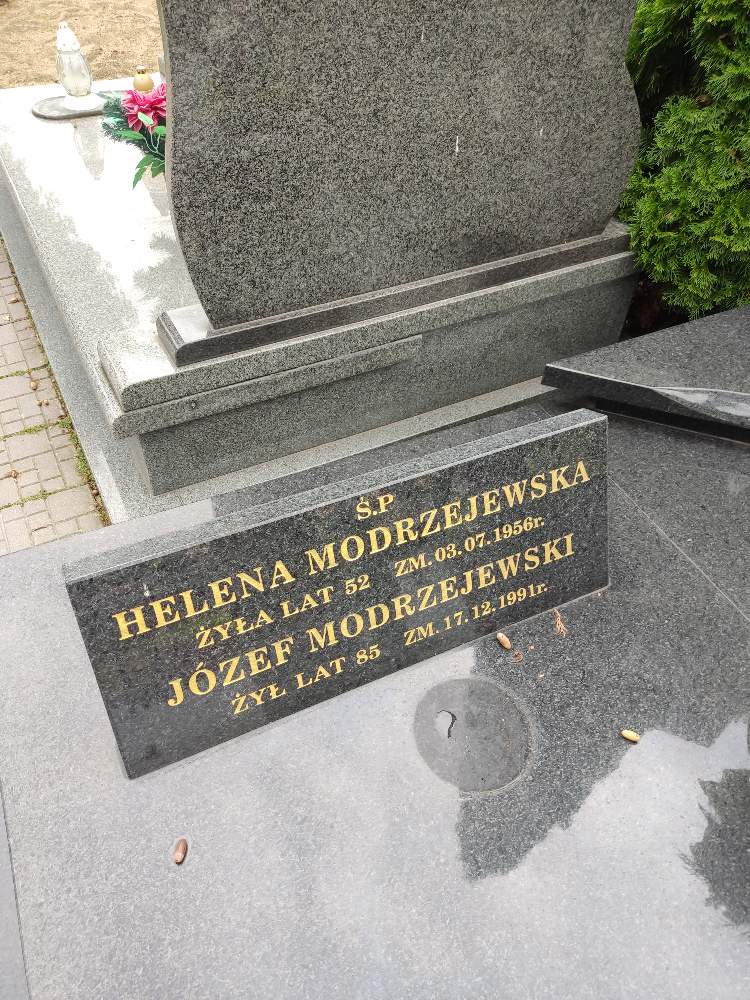 Ś.P
HELENA MODRZEJEWSKA
ŻYŁA LAT 52 ZM. 03.07.1956r.
JÓZEF MODRZEJEWSKI
ŻYŁ LAT 85 ZM. 17.12.1991r.